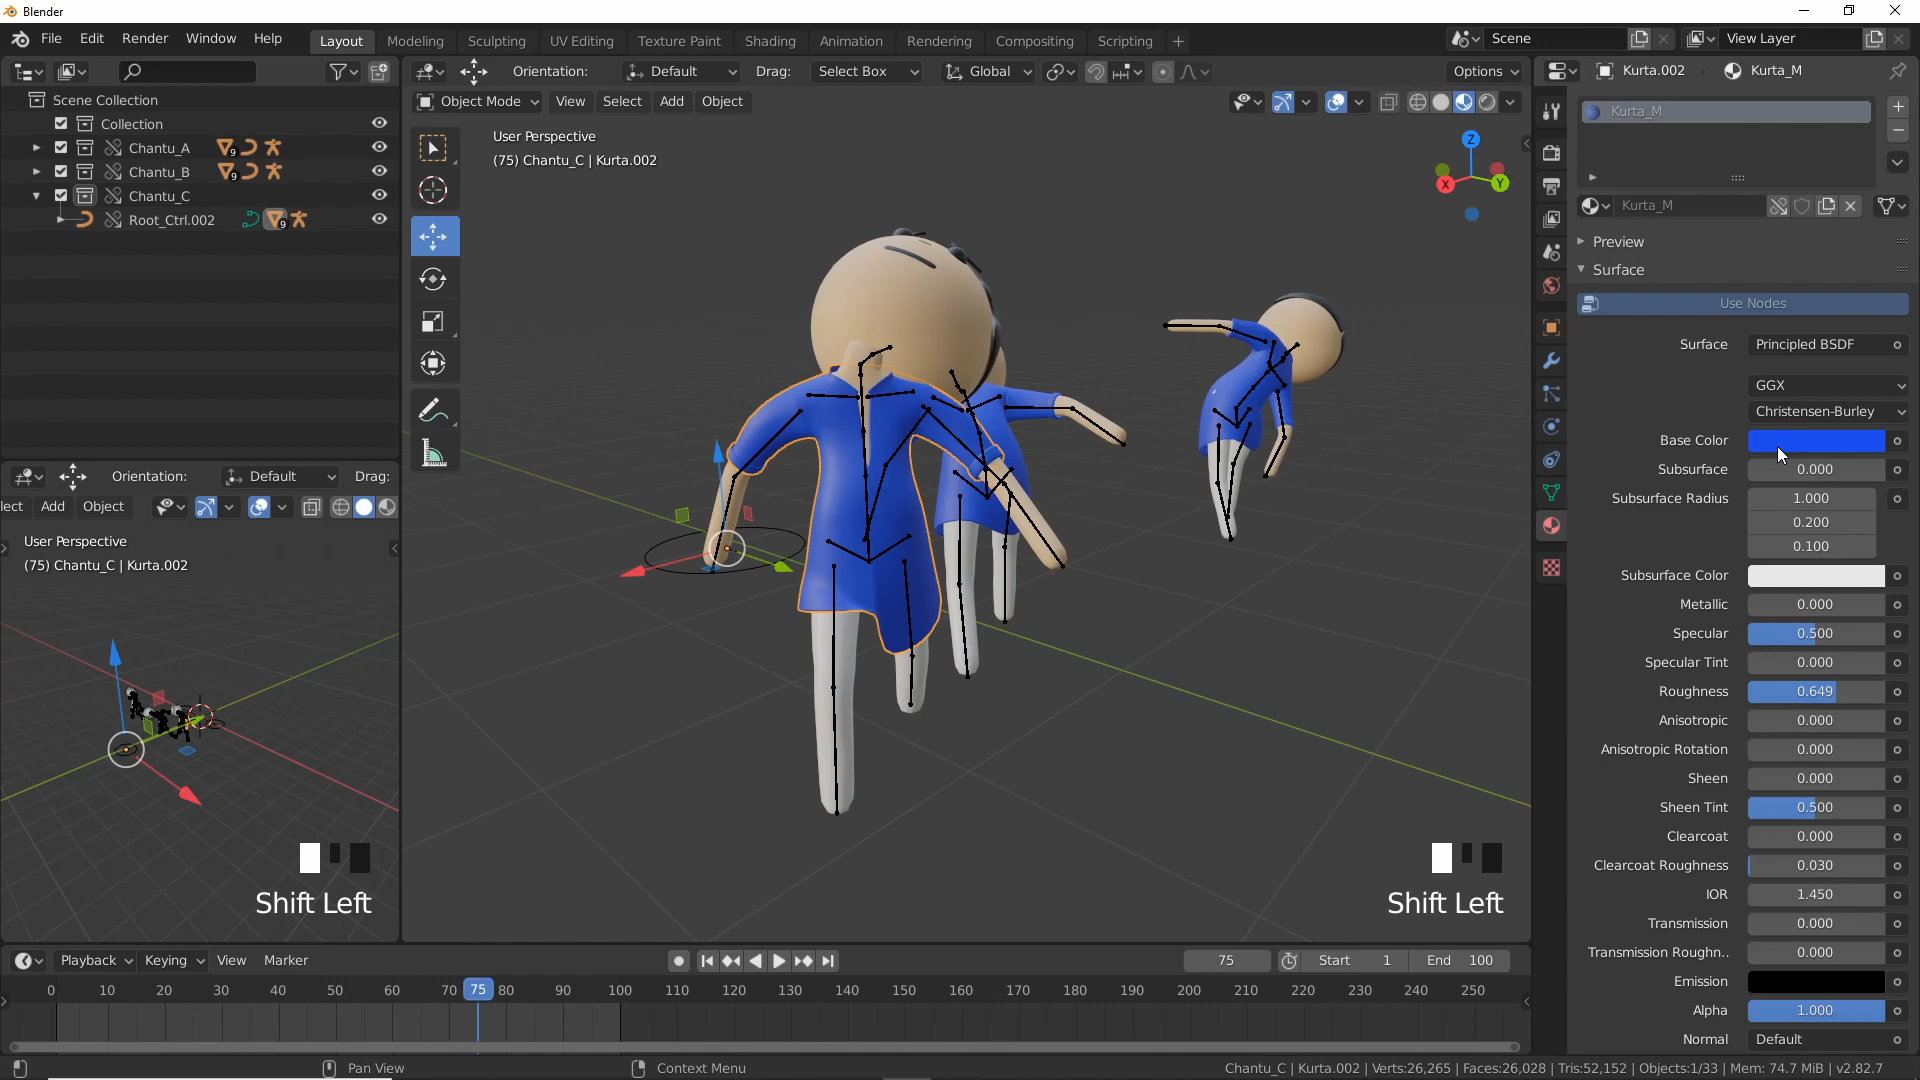 Blender
File Edit Render Window Help
Layout Modeling Sculpting UV Editing Texture Paint Shading Animation Rendering Compositing Scripting +
Scene
View Layer
Orientation: Default Drag: Select Box Global Options
Object Mode View Select Add Object
User Perspective
(75) Chantu_C | Kurta.002
Z
X Y
Scene Collection
Collection
Chantu_A 9
Chantu_B 9
Chantu_C
Root_Ctrl.002 9
Orientation: Default Drag:
lect Add Object
User Perspective
(75) Chantu_C | Kurta.002
Shift Left
Shift Left
Kurta.002 Kurta_M
Kurta_M
Kurta_M
Preview
Surface
Use Nodes
Surface Principled BSDF
GGX
Christensen-Burley
Base Color
Subsurface 0.000
Subsurface Radius 1.000
0.200
0.100
Subsurface Color
Metallic 0.000
Specular 0.500
Specular Tint 0.000
Roughness 0.649
Anisotropic 0.000
Anisotropic Rotation 0.000
Sheen 0.000
Sheen Tint 0.500
Clearcoat 0.000
Clearcoat Roughness 0.030
IOR 1.450
Transmission 0.000
Transmission Roughn.. 0.000
Emission
Alpha 1.000
Normal Default
Playback Keying View Marker
75 Start 1 End 100
0 10 20 30 40 50 60 70 75 80 90 100 110 120 130 140 150 160 170 180 190 200 210 220 230 240 250
Pan View Context Menu
Chantu_C | Kurta.002 | Verts:26,265 | Faces:26,028 | Tris:52,152 | Objects:1/33 | Mem: 74.7 MiB | v2.82.7